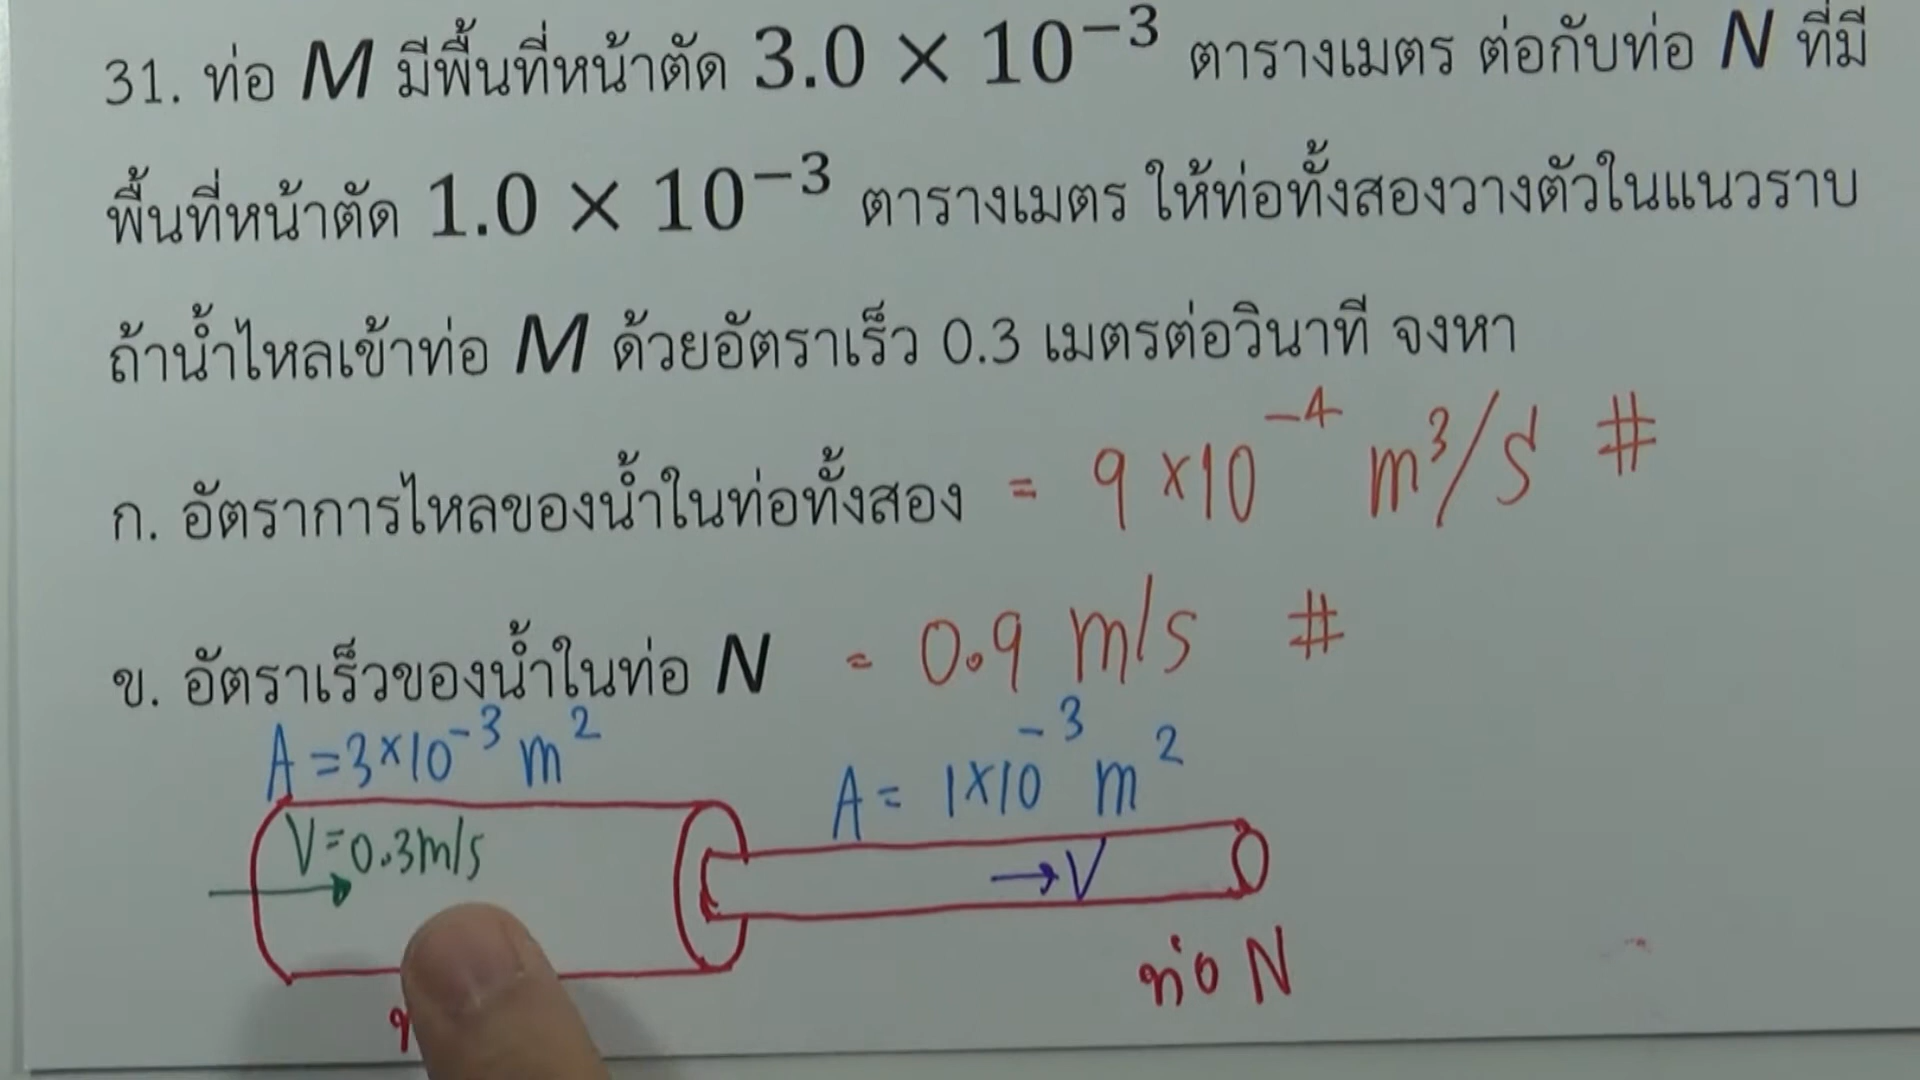 31. ท่อ M มีพื้นที่หน้าตัด 3.0 × 10⁻³ ตารางเมตร ต่อกับท่อ N ที่มี
พื้นที่หน้าตัด 1.0 × 10⁻³ ตารางเมตร ให้ท่อทั้งสองวางตัวในแนวราบ
ถ้าน้ำไหลเข้าท่อ M ด้วยอัตราเร็ว 0.3 เมตรต่อวินาที จงหา
ก. อัตราการไหลของน้ำในท่อทั้งสอง = 9 × 10⁻⁴ m³/s #
ข. อัตราเร็วของน้ำในท่อ N = 0.9 m/s #
A = 3×10⁻³ m²
A = 1×10⁻³ m²
V = 0.3 m/s
→ V
ท่อ N